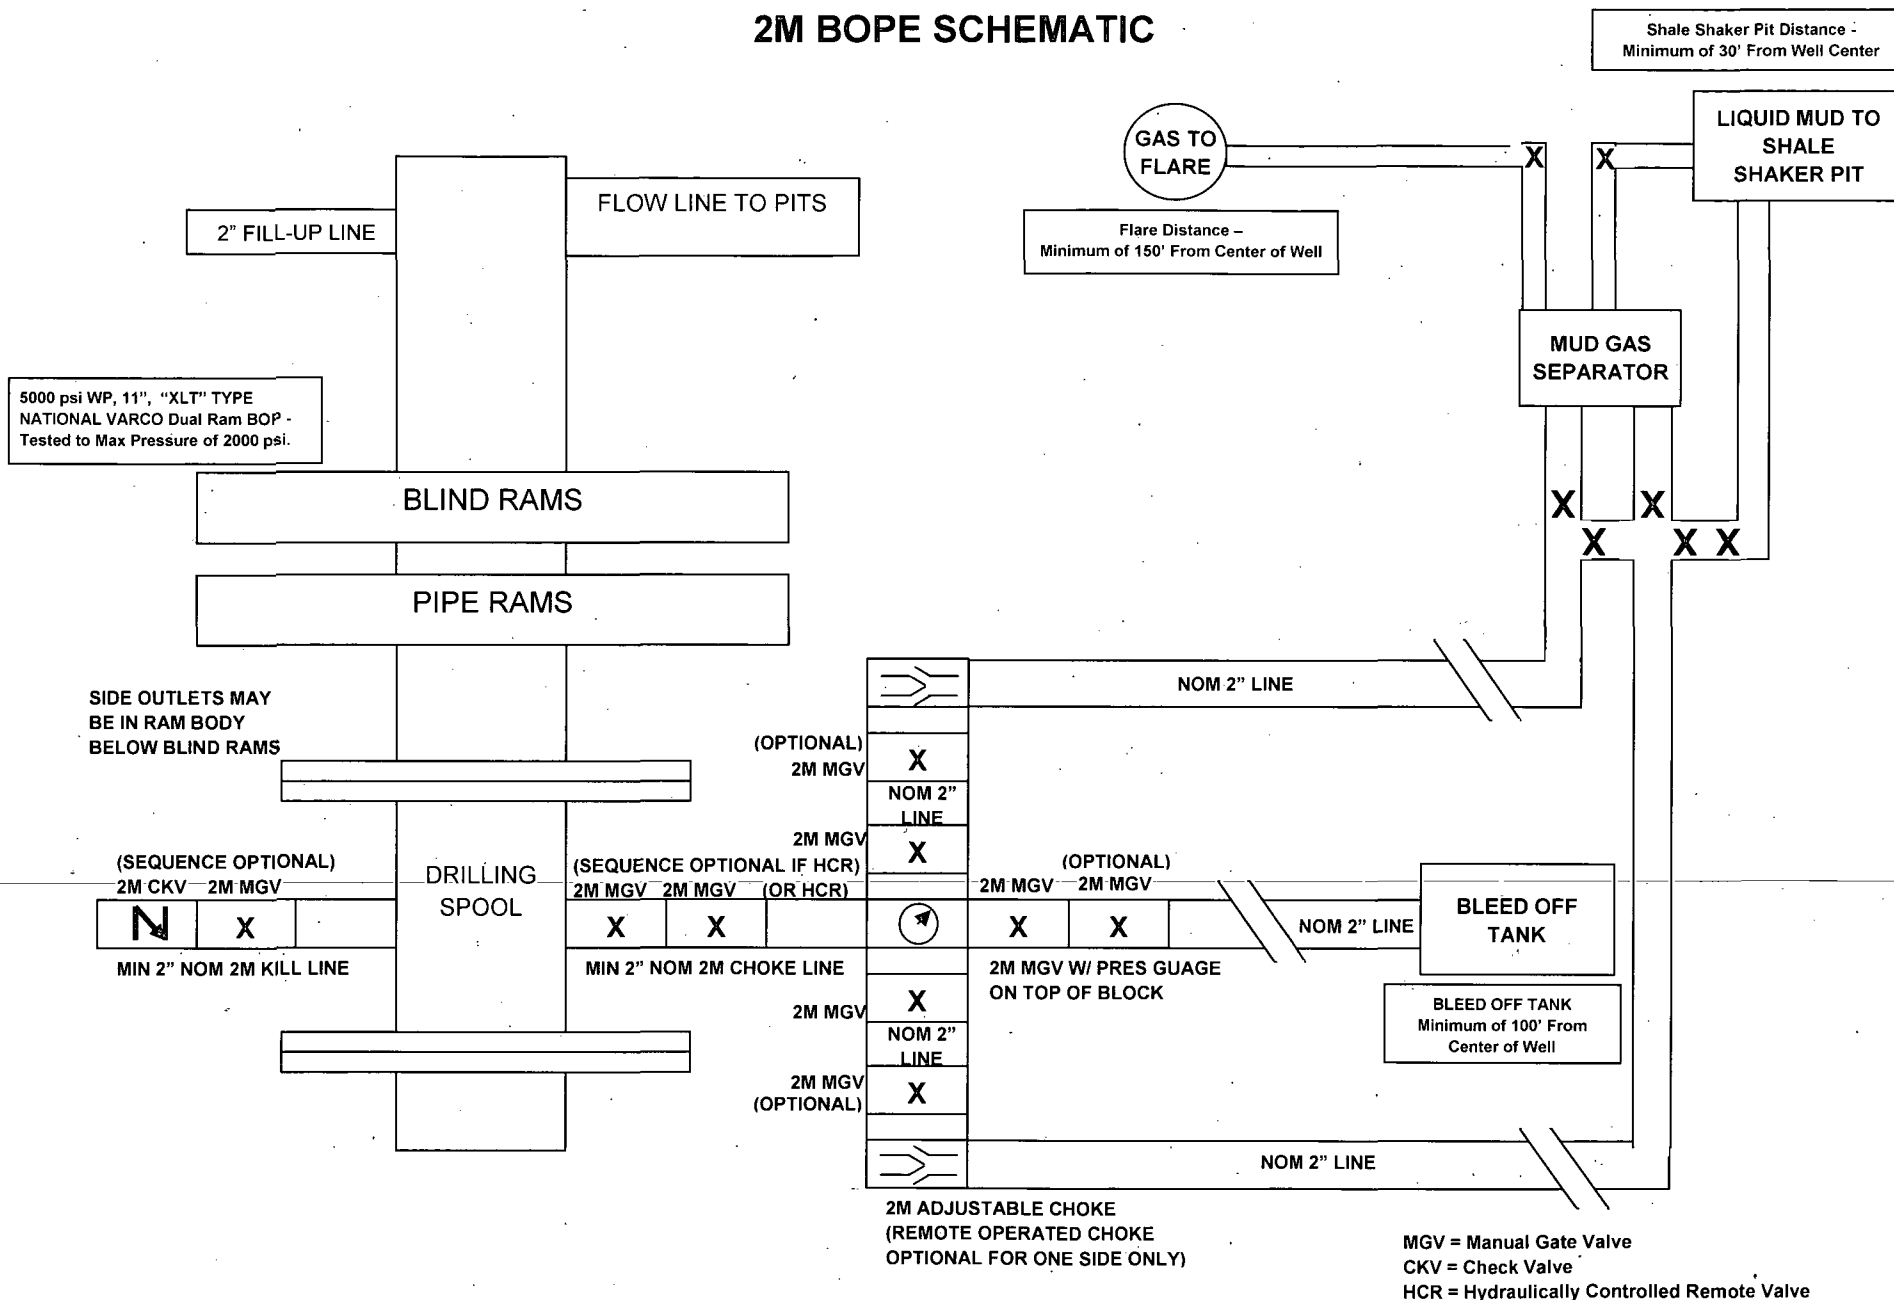 2M BOPE SCHEMATIC
Shale Shaker Pit Distance -
Minimum of 30' From Well Center
GAS TO
FLARE
LIQUID MUD TO
SHALE
SHAKER PIT
X
X
FLOW LINE TO PITS
2” FILL-UP LINE
Flare Distance –
Minimum of 150' From Center of Well
MUD GAS
SEPARATOR
5000 psi WP, 11”, “XLT” TYPE
NATIONAL VARCO Dual Ram BOP -
Tested to Max Pressure of 2000 psi.
BLIND RAMS
X
X
X
X X
PIPE RAMS
SIDE OUTLETS MAY
BE IN RAM BODY
BELOW BLIND RAMS
NOM 2” LINE
(OPTIONAL)
2M MGV
X
NOM 2”
LINE
2M MGV
X
(SEQUENCE OPTIONAL)
2M CKV 2M MGV
N X
MIN 2” NOM 2M KILL LINE
DRILLING
SPOOL
(SEQUENCE OPTIONAL IF HCR)
2M MGV 2M MGV (OR HCR)
X X
MIN 2” NOM 2M CHOKE LINE
(OPTIONAL)
2M MGV 2M MGV
X X
2M MGV W/ PRES GUAGE
ON TOP OF BLOCK
NOM 2” LINE
BLEED OFF
TANK
BLEED OFF TANK
Minimum of 100' From
Center of Well
2M MGV
X
NOM 2”
LINE
2M MGV
(OPTIONAL)
X
NOM 2” LINE
2M ADJUSTABLE CHOKE
(REMOTE OPERATED CHOKE
OPTIONAL FOR ONE SIDE ONLY)
MGV = Manual Gate Valve
CKV = Check Valve
HCR = Hydraulically Controlled Remote Valve